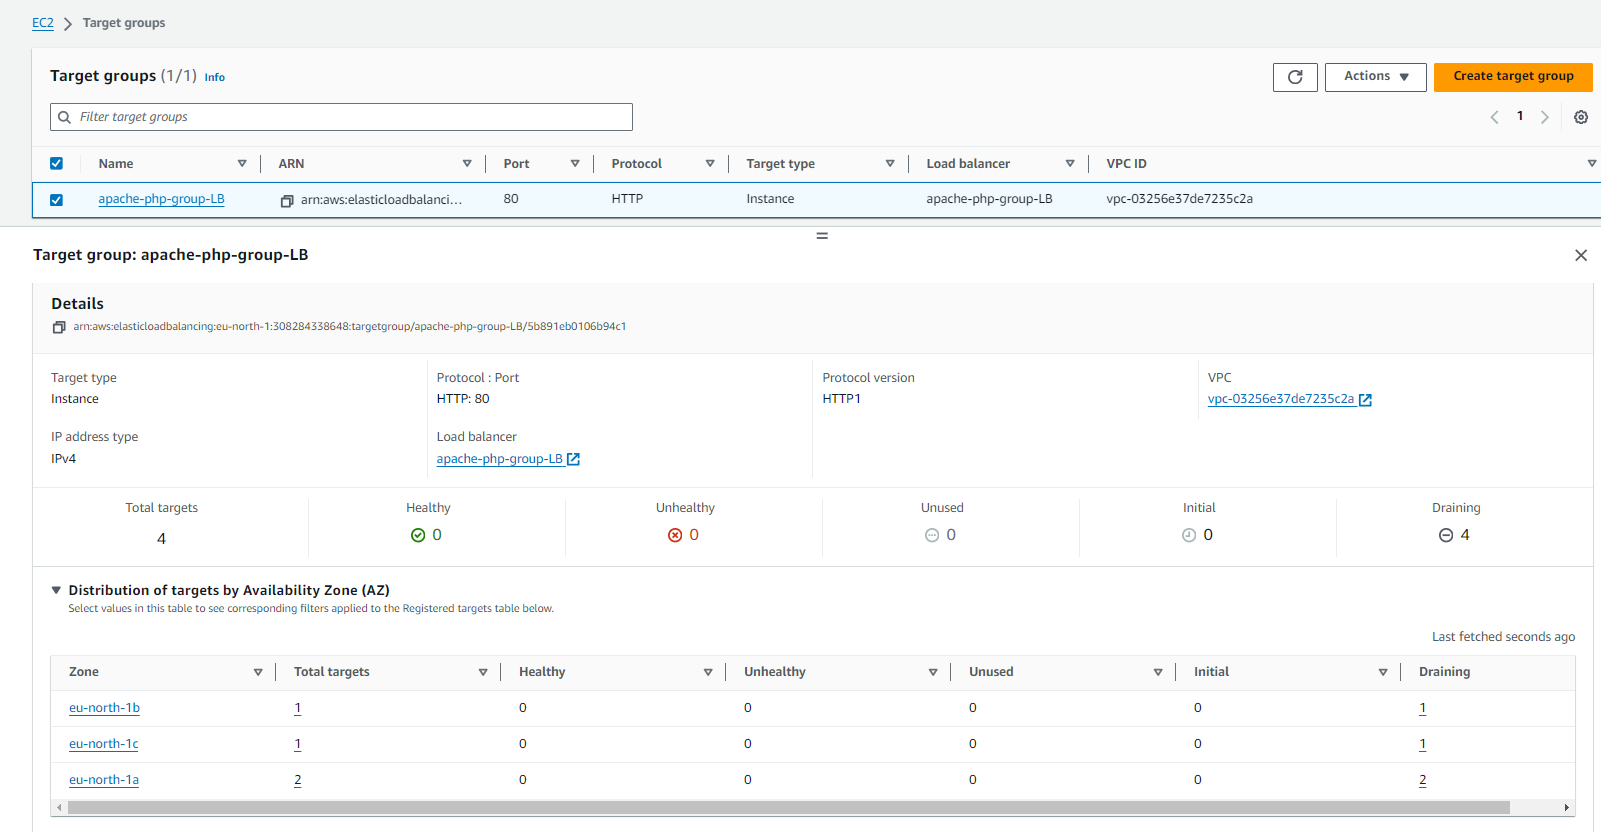 EC2 > Target groups
Target groups (1/1) Info
Actions Create target group
Filter target groups
1
Name ARN Port Protocol Target type Load balancer VPC ID
apache-php-group-LB arn:aws:elasticloadbalanci... 80 HTTP Instance apache-php-group-LB vpc-03256e37de7235c2a
Target group: apache-php-group-LB
Details
arn:aws:elasticloadbalancing:eu-north-1:308284338648:targetgroup/apache-php-group-LB/5b891eb0106b94c1
Target type Protocol : Port Protocol version VPC
Instance HTTP: 80 HTTP1 vpc-03256e37de7235c2a
IP address type Load balancer
IPv4 apache-php-group-LB
Total targets Healthy Unhealthy Unused Initial Draining
4 0 0 0 0 4
Distribution of targets by Availability Zone (AZ)
Select values in this table to see corresponding filters applied to the Registered targets table below.
Last fetched seconds ago
Zone Total targets Healthy Unhealthy Unused Initial Draining
eu-north-1b 1 0 0 0 0 1
eu-north-1c 1 0 0 0 0 1
eu-north-1a 2 0 0 0 0 2